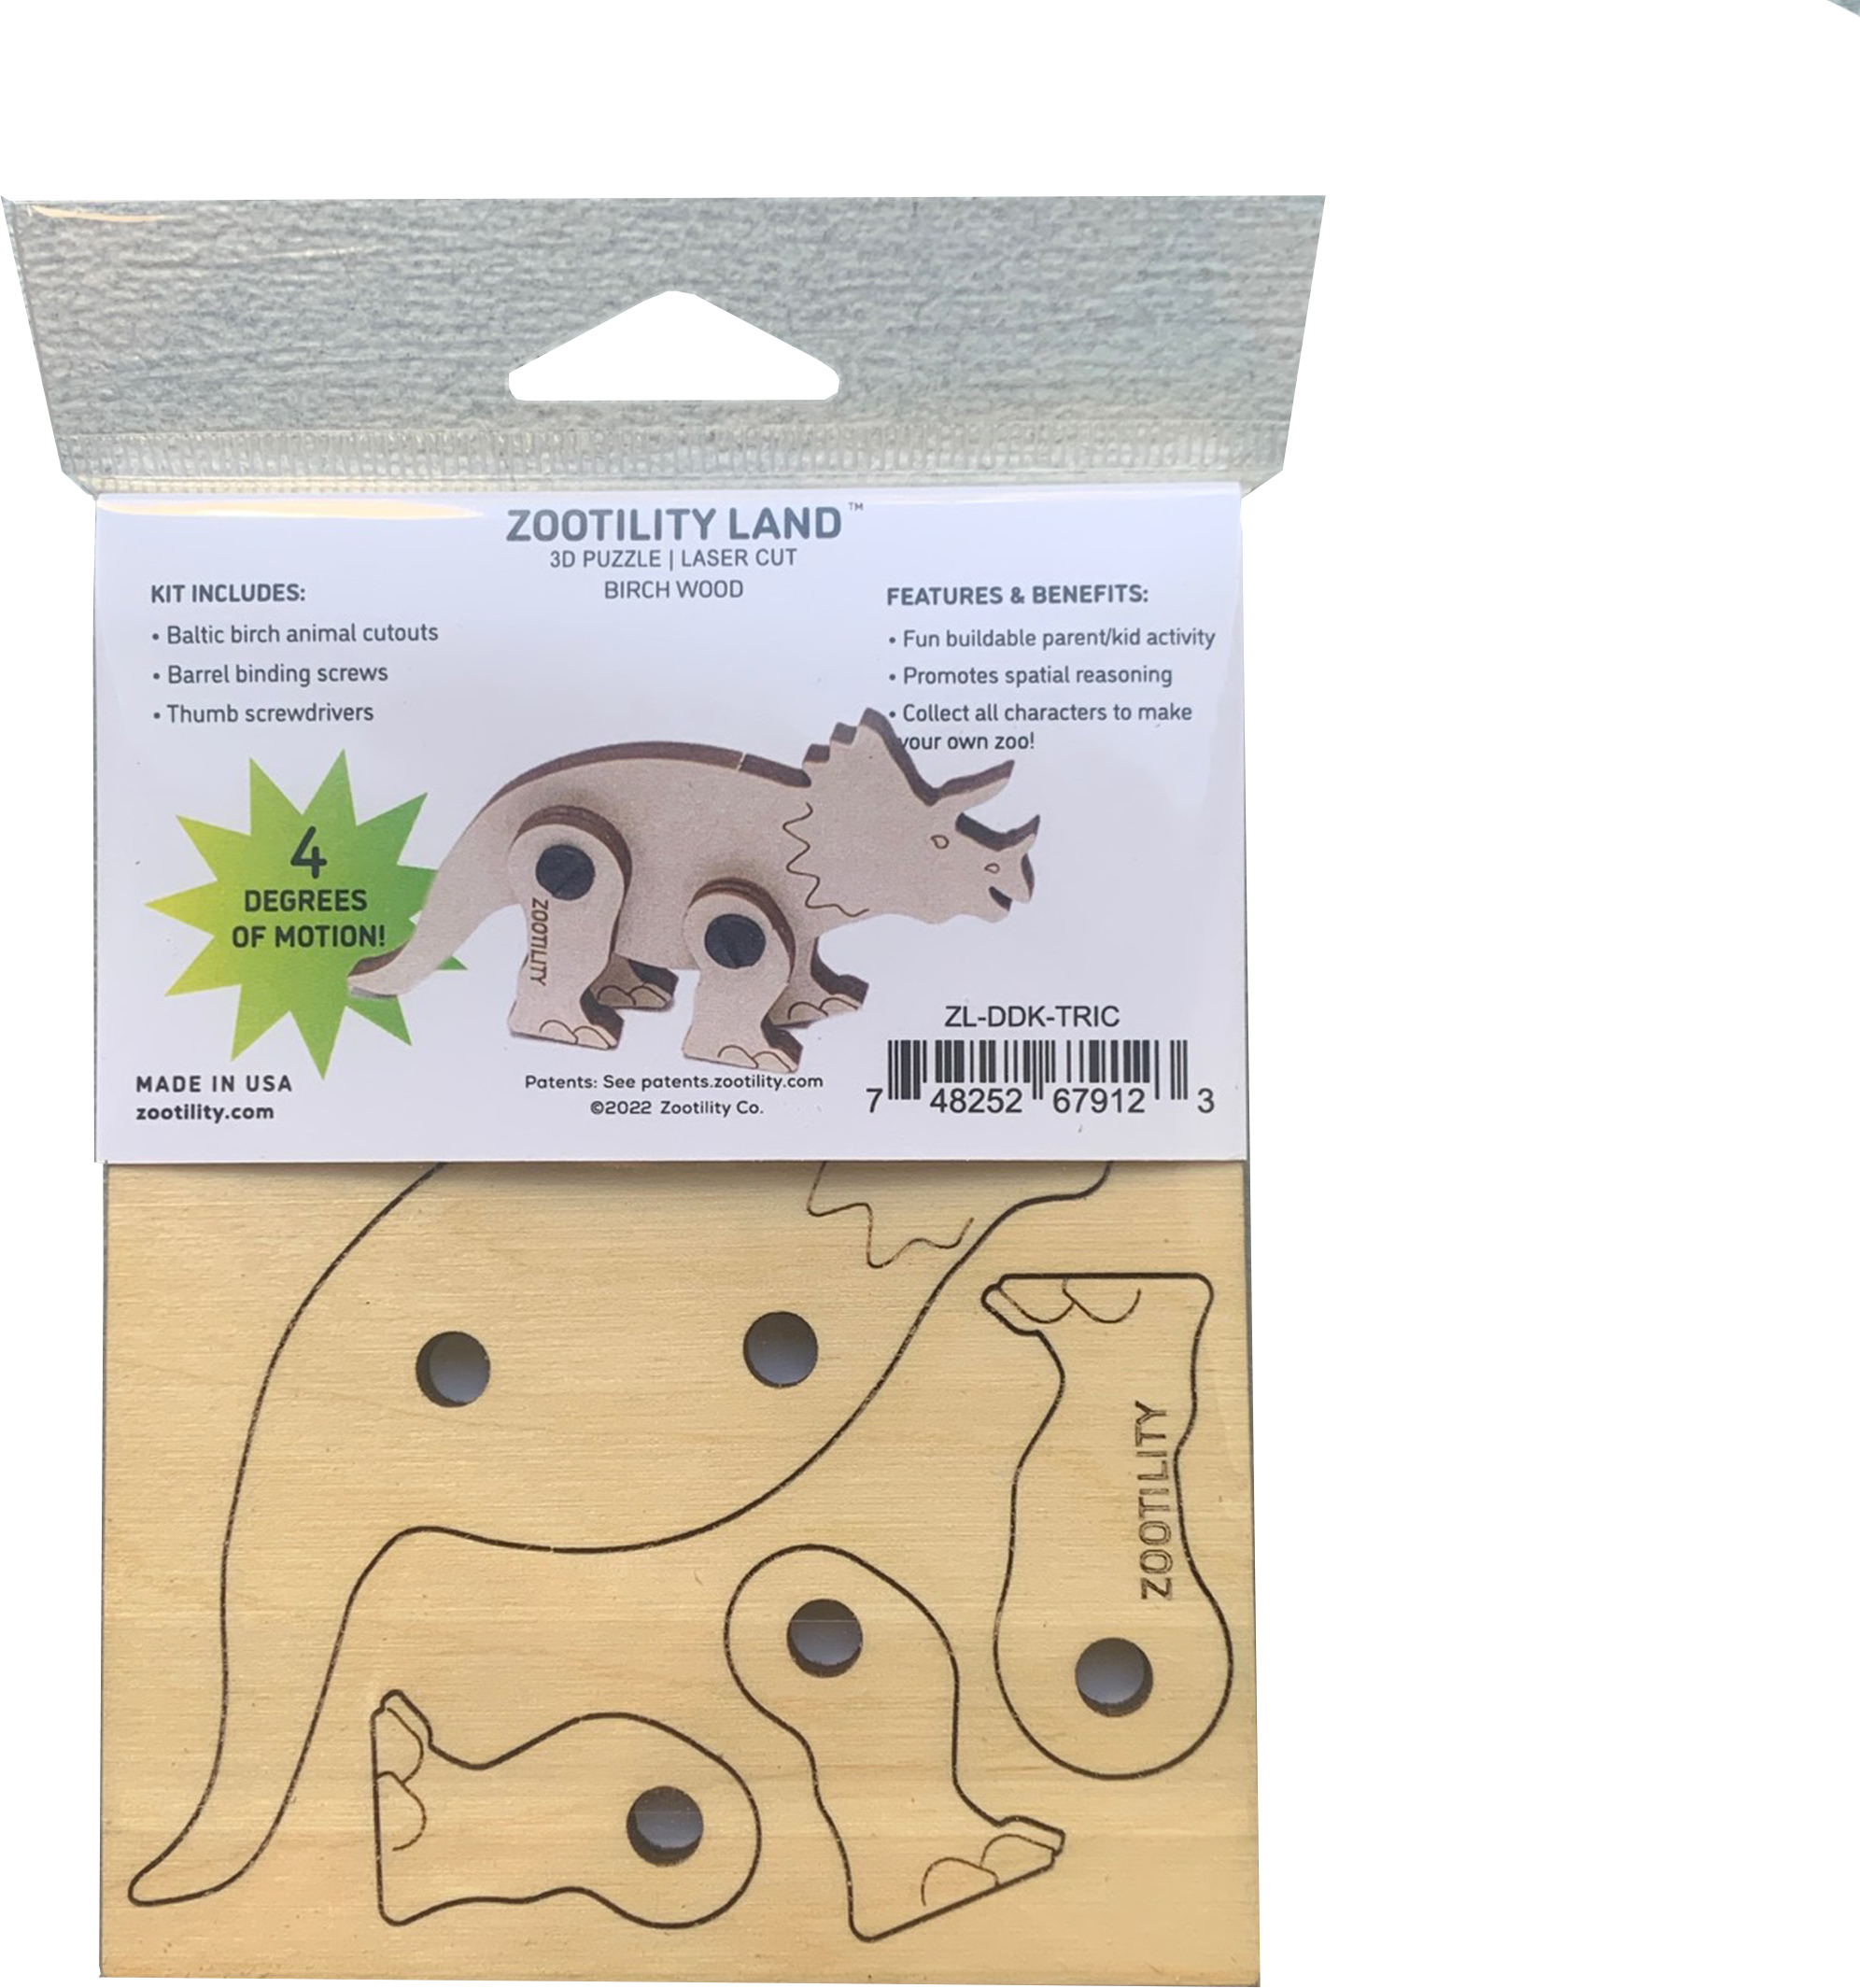 ZOOTILITY LAND™
3D PUZZLE | LASER CUT
BIRCH WOOD
KIT INCLUDES:
• Baltic birch animal cutouts
• Barrel binding screws
• Thumb screwdrivers
FEATURES & BENEFITS:
• Fun buildable parent/kid activity
• Promotes spatial reasoning
• Collect all characters to make
your own zoo!
4
DEGREES
OF MOTION!
ZOOTILITY
MADE IN USA
zootility.com
Patents: See patents.zootility.com
©2022 Zootility Co.
ZL-DDK-TRIC
7 48252 67912 3
ZOOTILITY